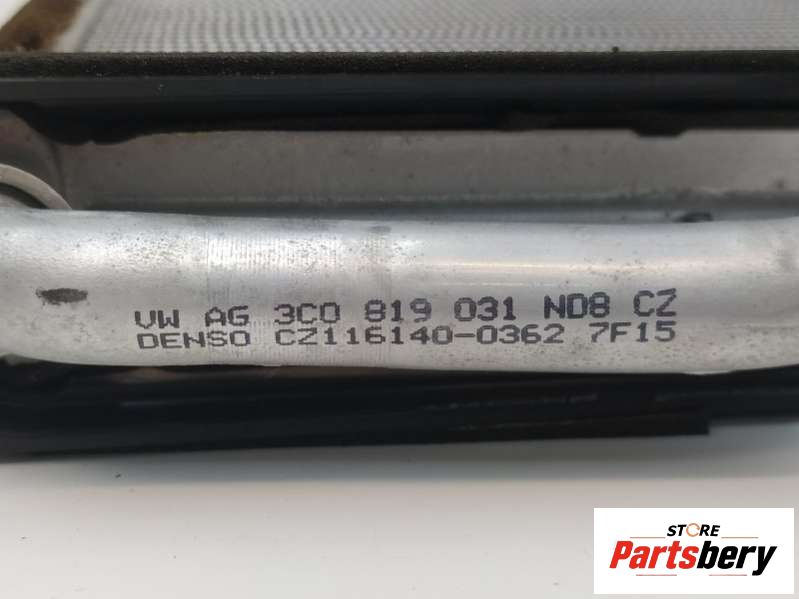 VW AG 3C0 819 031 ND8 CZ
DENSO CZ116140-0362 7F15
STORE
Partsbery